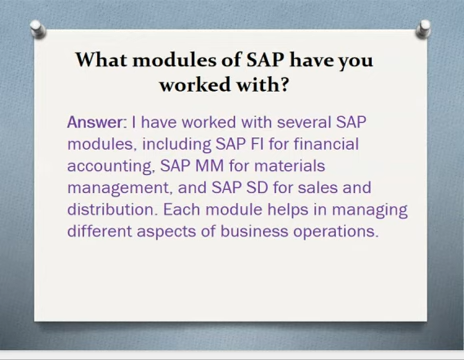 What modules of SAP have you
worked with?
Answer: I have worked with several SAP
modules, including SAP FI for financial
accounting, SAP MM for materials
management, and SAP SD for sales and
distribution. Each module helps in managing
different aspects of business operations.